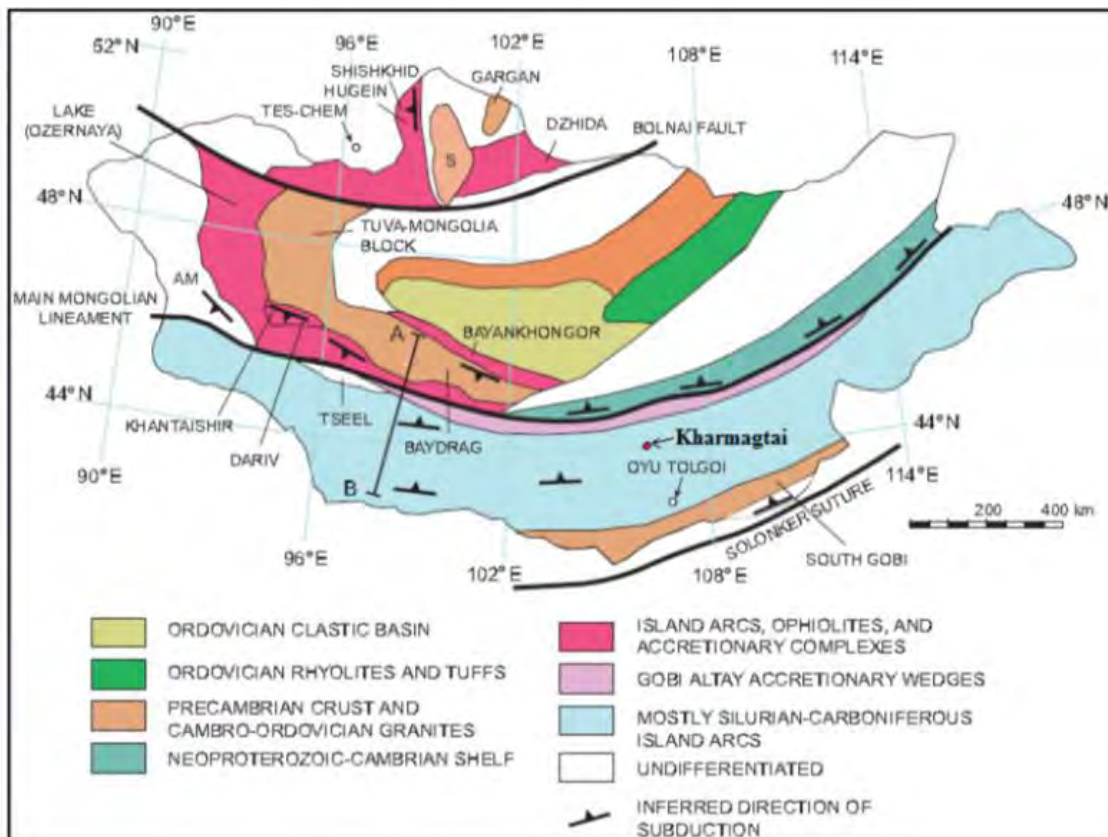 90°E
52°N
96°E
102°E
108°E
114°E
SHISHKHID
HUGEIN
GARGAN
TES-CHEM
LAKE
(OZERNAYA)
DZHIDA
BOLNAI FAULT
S
48°N
48°N
TUVA-MONGOLIA
BLOCK
AM
MAIN MONGOLIAN
LINEAMENT
A
BAYANKHONGOR
44°N
TSEEL
KHANTAISHIR
BAYDRAG
DARIV
Kharmagtai
OYU TOLGOI
44°N
90°E
114°E
B
SOLONKER SUTURE
0 200 400 km
96°E
102°E
108°E
SOUTH GOBI
ORDOVICIAN CLASTIC BASIN
ORDOVICIAN RHYOLITES AND TUFFS
PRECAMBRIAN CRUST AND
CAMBRO-ORDOVICIAN GRANITES
NEOPROTEROZOIC-CAMBRIAN SHELF
ISLAND ARCS, OPHIOLITES, AND
ACCRETIONARY COMPLEXES
GOBI ALTAY ACCRETIONARY WEDGES
MOSTLY SILURIAN-CARBONIFEROUS
ISLAND ARCS
UNDIFFERENTIATED
INFERRED DIRECTION OF
SUBDUCTION